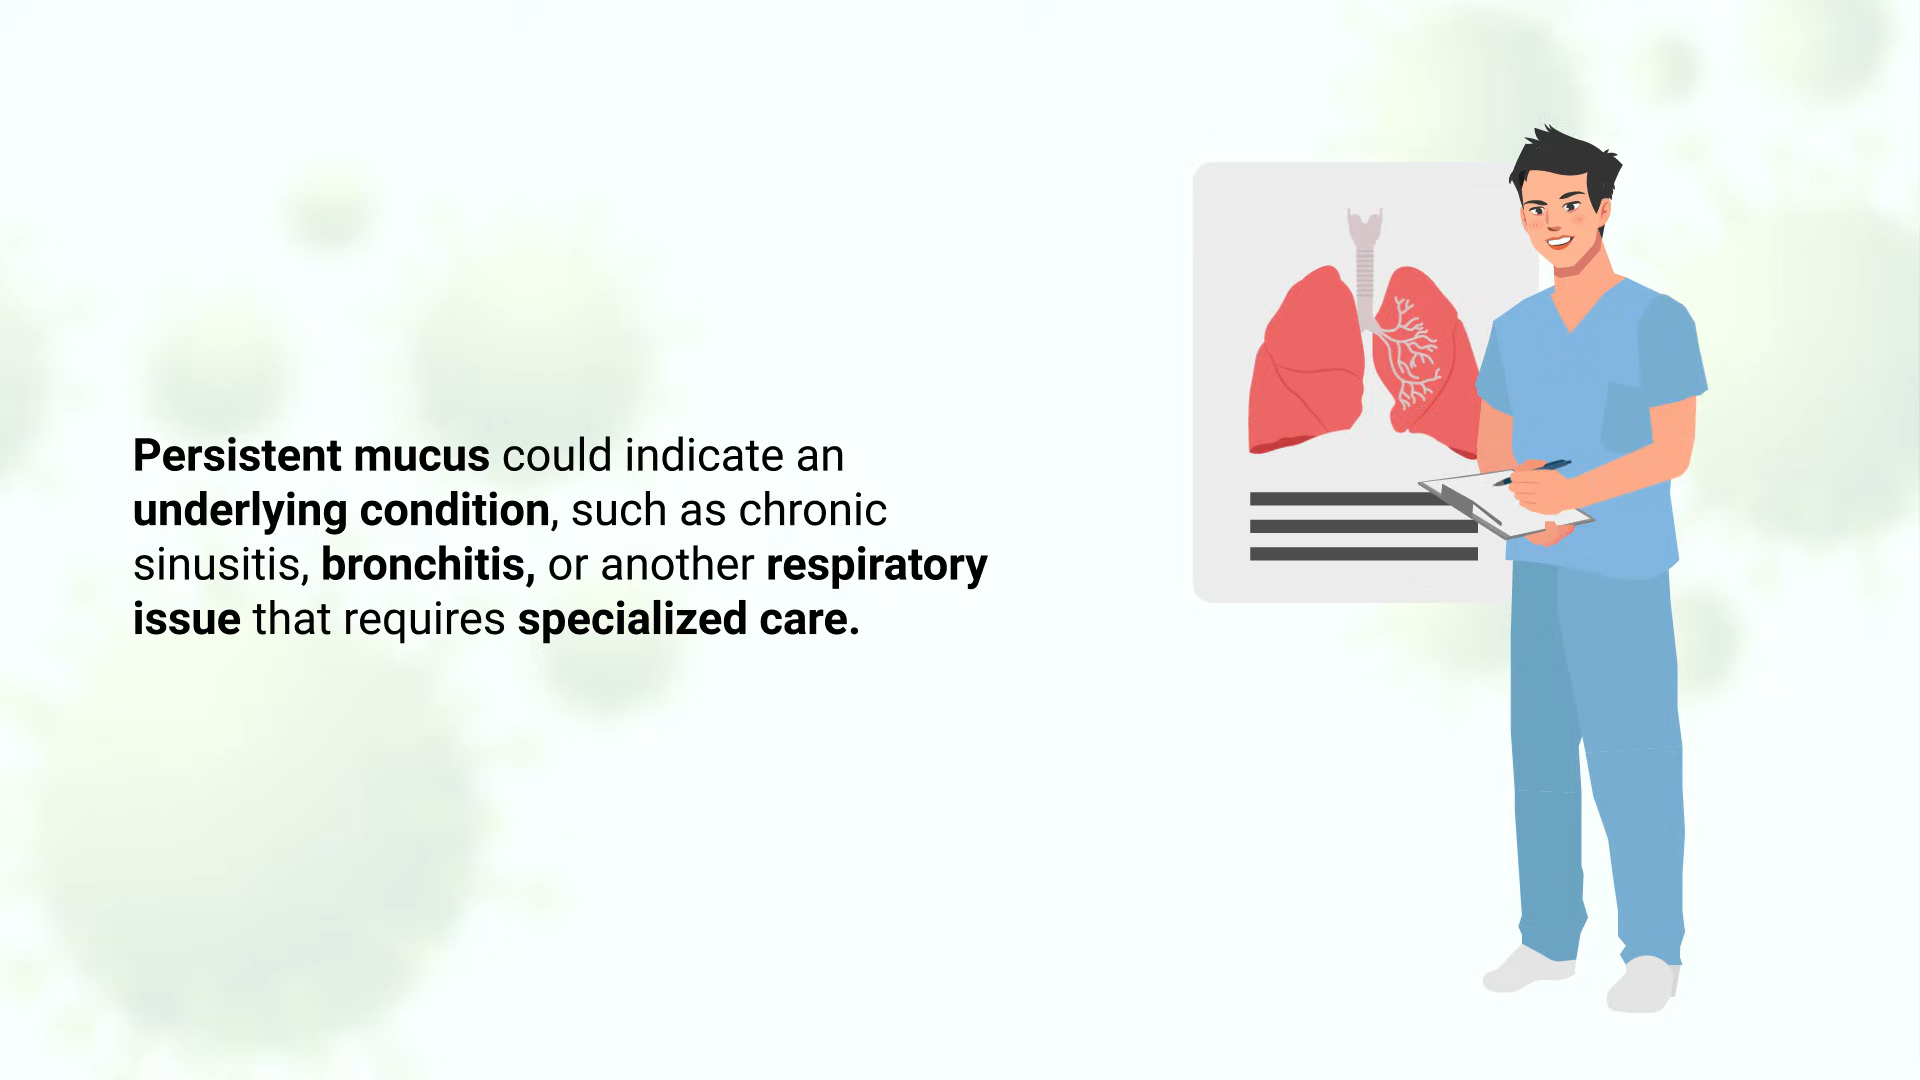 Persistent mucus could indicate an
underlying condition, such as chronic
sinusitis, bronchitis, or another respiratory
issue that requires specialized care.